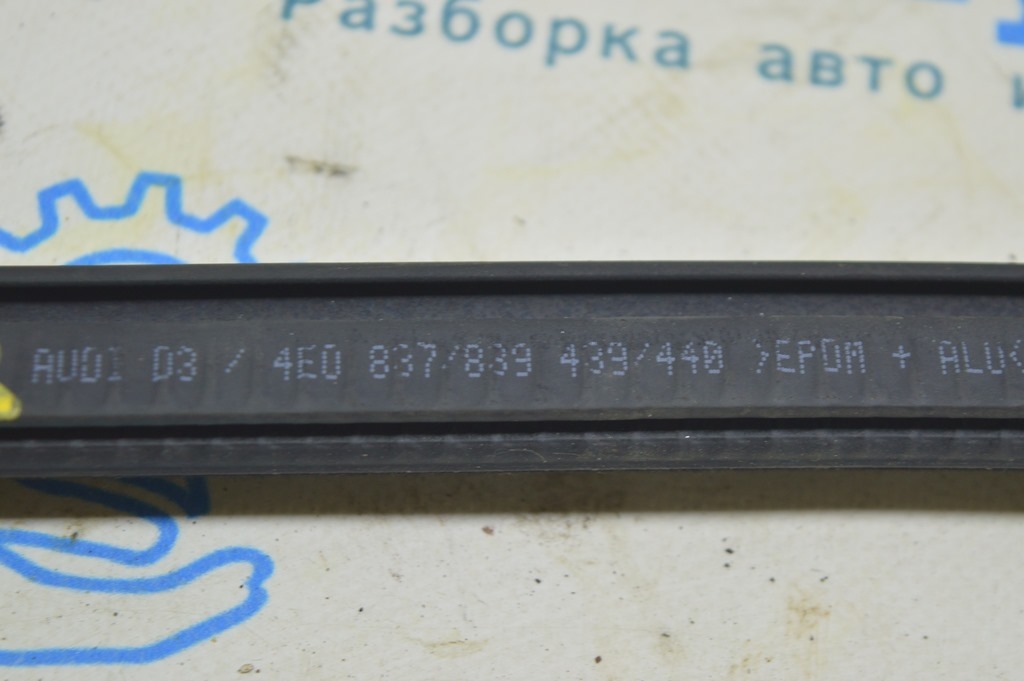 Разборка авто
AUDI D3 / 4E0 837/839 439/440 >EPDM + ALU<